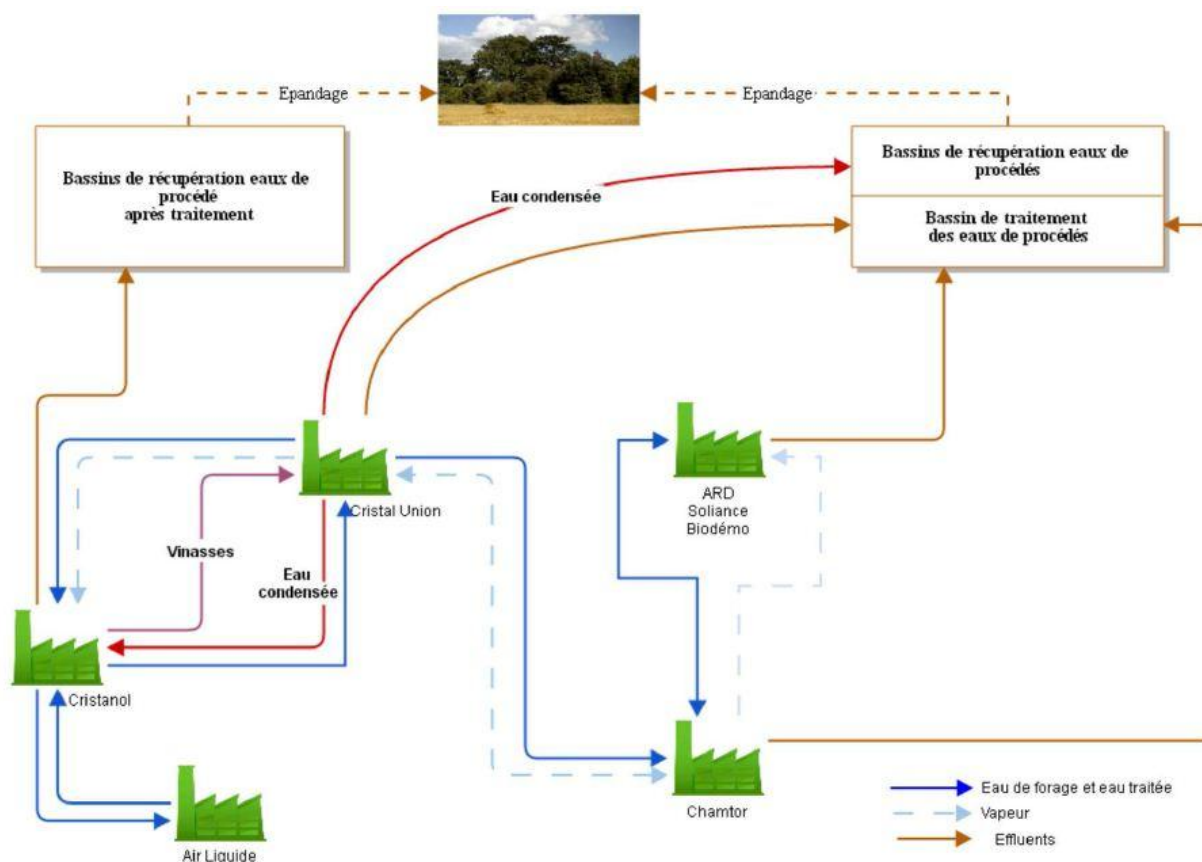 Epandage
Epandage
Bassins de récupération eaux de
procédé
après traitement
Bassins de récupération eaux de
procédés
Bassin de traitement
des eaux de procédés
Eau condensée
Cristal Union
ARD
Soliance
Biodémo
Vinasses
Eau
condensée
Cristanol
Chamtor
Air Liquide
Eau de forage et eau traitée
Vapeur
Effluents